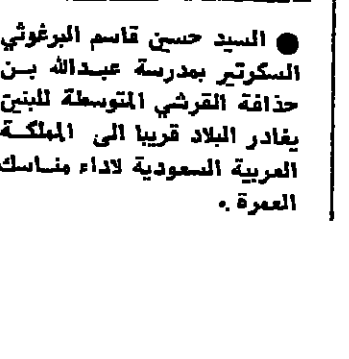 ● السيد حسين قاسم البرغوثي
السكرتير بمدرسة عبدالله بن
حذافة القرشي المتوسطة للبنين
يغادر البلاد قريبا الى المملكة
العربية السعودية لاداء مناسك
العمرة .